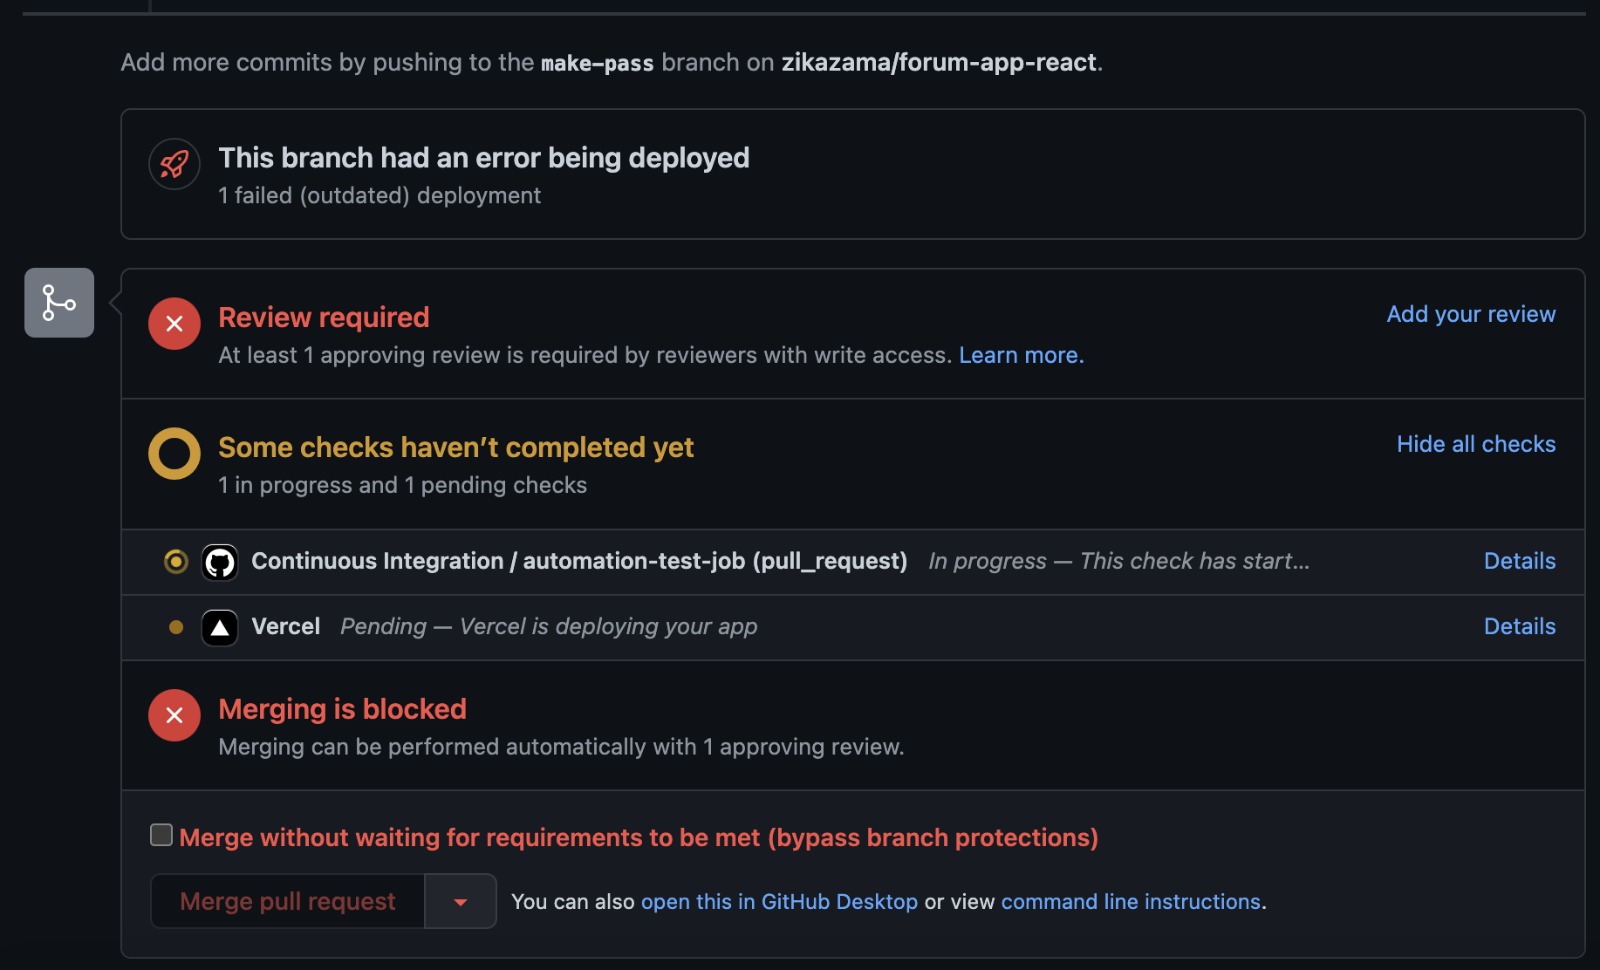 Add more commits by pushing to the make-pass branch on zikazama/forum-app-react.
This branch had an error being deployed
1 failed (outdated) deployment
Review required
Add your review
At least 1 approving review is required by reviewers with write access. Learn more.
Some checks haven’t completed yet
Hide all checks
1 in progress and 1 pending checks
Continuous Integration / automation-test-job (pull_request) In progress — This check has start... Details
Vercel Pending — Vercel is deploying your app Details
Merging is blocked
Merging can be performed automatically with 1 approving review.
Merge without waiting for requirements to be met (bypass branch protections)
Merge pull request You can also open this in GitHub Desktop or view command line instructions.